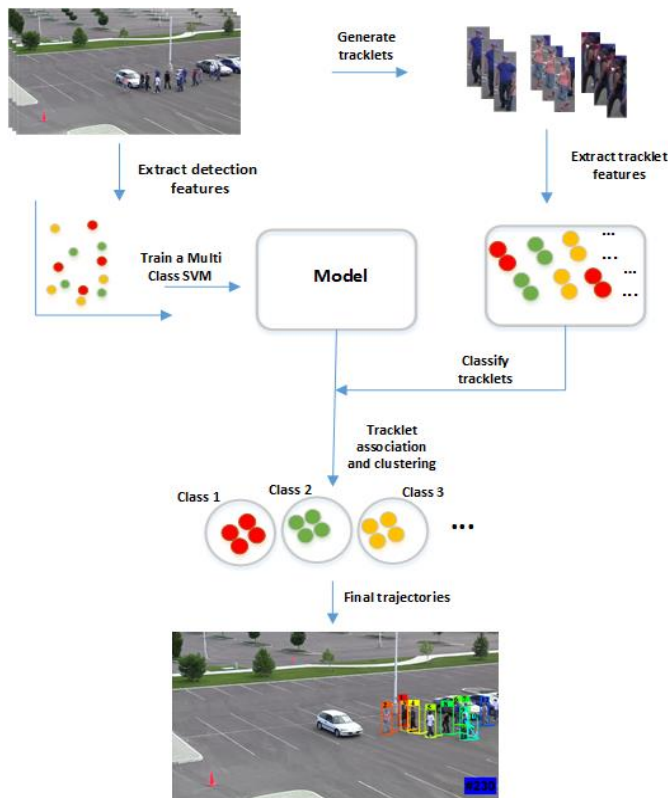 Generate
tracklets
Extract detection
features
Extract tracklet
features
Train a Multi
Class SVM
Model
...
...
...
...
Classify
tracklets
Tracklet
association
and clustering
Class 1
Class 2
Class 3
...
Final trajectories
#230